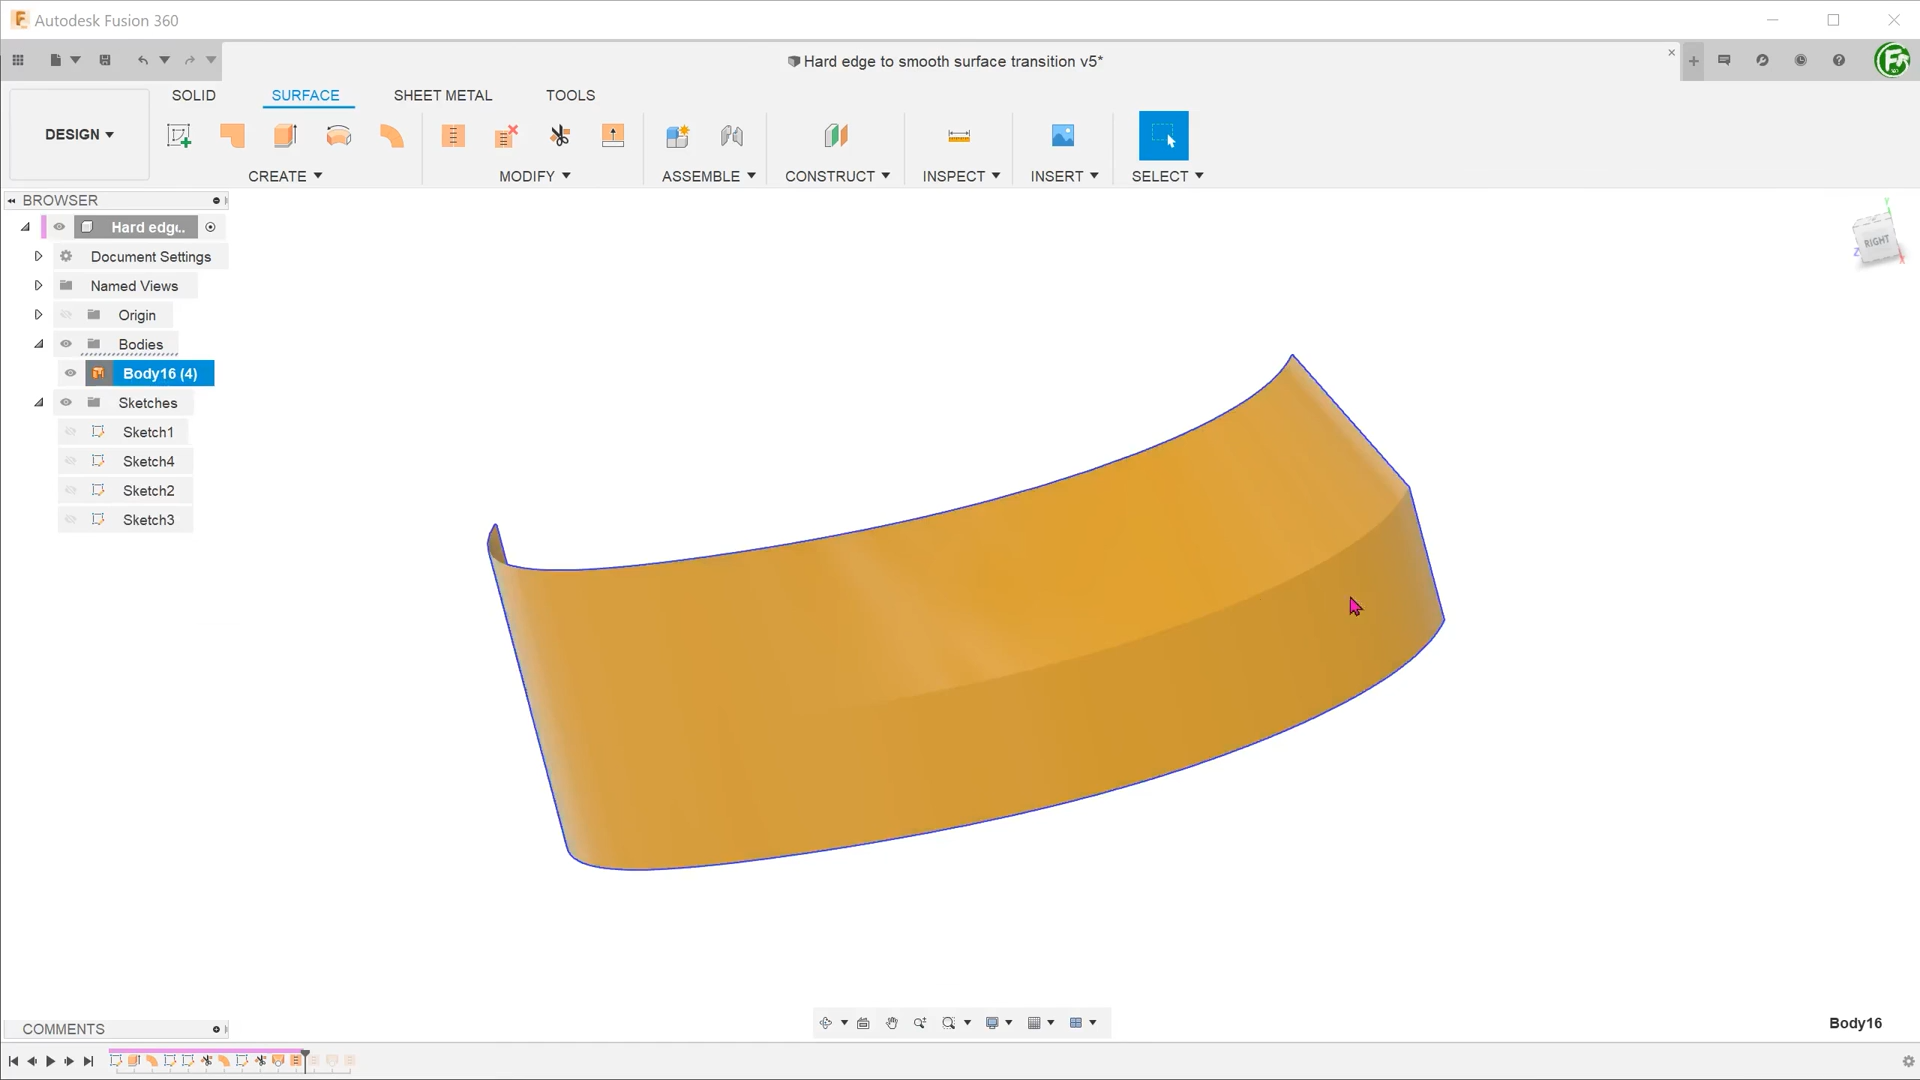 Autodesk Fusion 360
Hard edge to smooth surface transition v5*
SOLID SURFACE SHEET METAL TOOLS
DESIGN
CREATE MODIFY ASSEMBLE CONSTRUCT INSPECT INSERT SELECT
BROWSER
Hard edg..
Document Settings
Named Views
Origin
Bodies
Body16 (4)
Sketches
Sketch1
Sketch4
Sketch2
Sketch3
RIGHT
Y
Z
X
COMMENTS
Body16